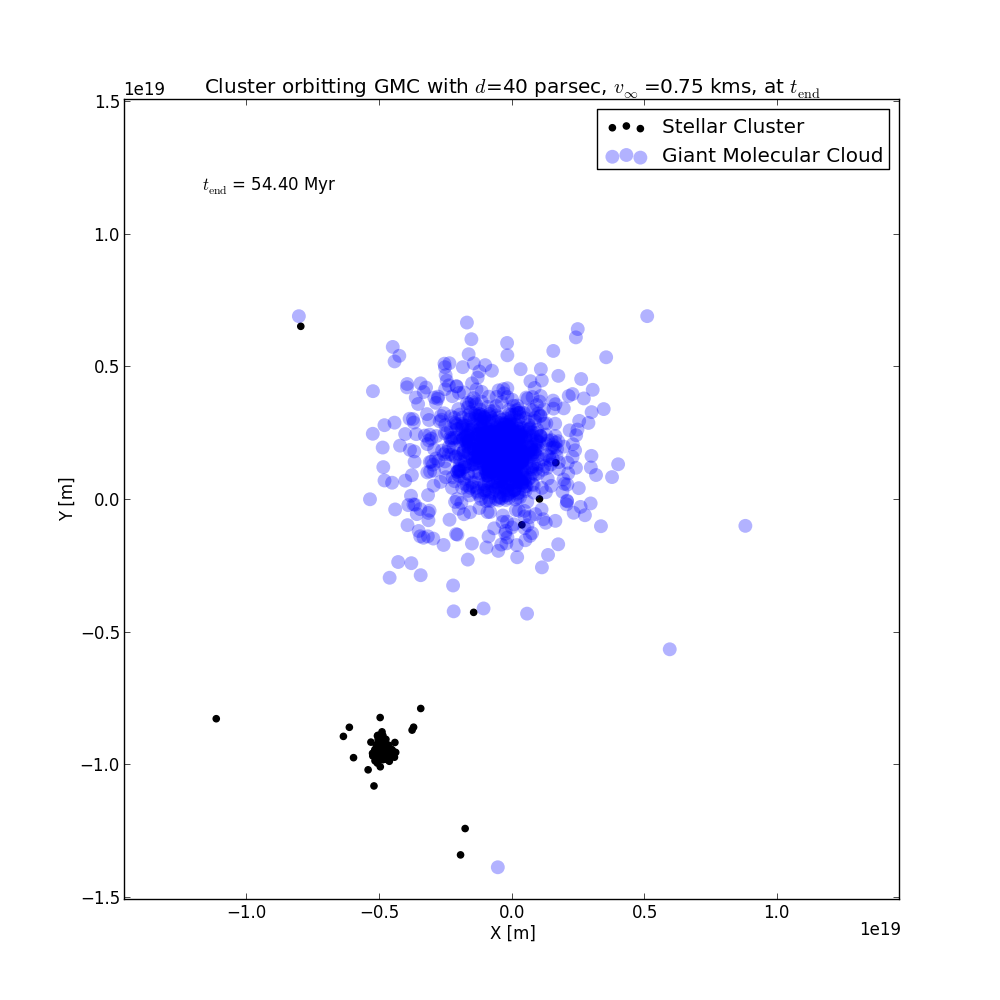 Cluster orbitting GMC with d=40 parsec, v∞ =0.75 kms, at t_end
1e19
1.5
Stellar Cluster
Giant Molecular Cloud
t_end = 54.40 Myr
1.0
0.5
0.0
−0.5
−1.0
−1.5
Y [m]
−1.0 −0.5 0.0 0.5 1.0
X [m]
1e19